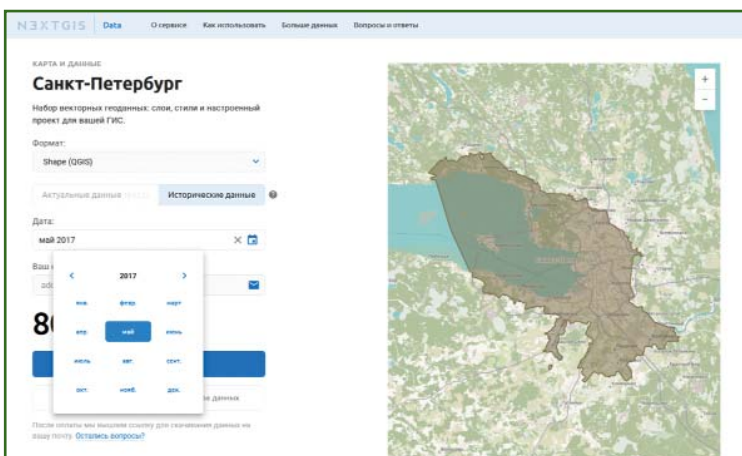 NEXTGIS Data О сервисе Как использовать Больше данных Вопросы и ответы
КАРТА И ДАННЫЕ
Санкт-Петербург
Набор векторных геоданных: слои, стили и настроенный
проект для вашей ГИС.
Формат:
Shape (QGIS)
Актуальные данные
Исторические данные
Дата:
май 2017
Ваш
2017
янв. февр. март
апр. май июнь
июль авг. сент.
окт. нояб. дек.
данных
После оплаты мы вышлем ссылку для скачивания данных на
вашу почту. Остались вопросы?
+
−